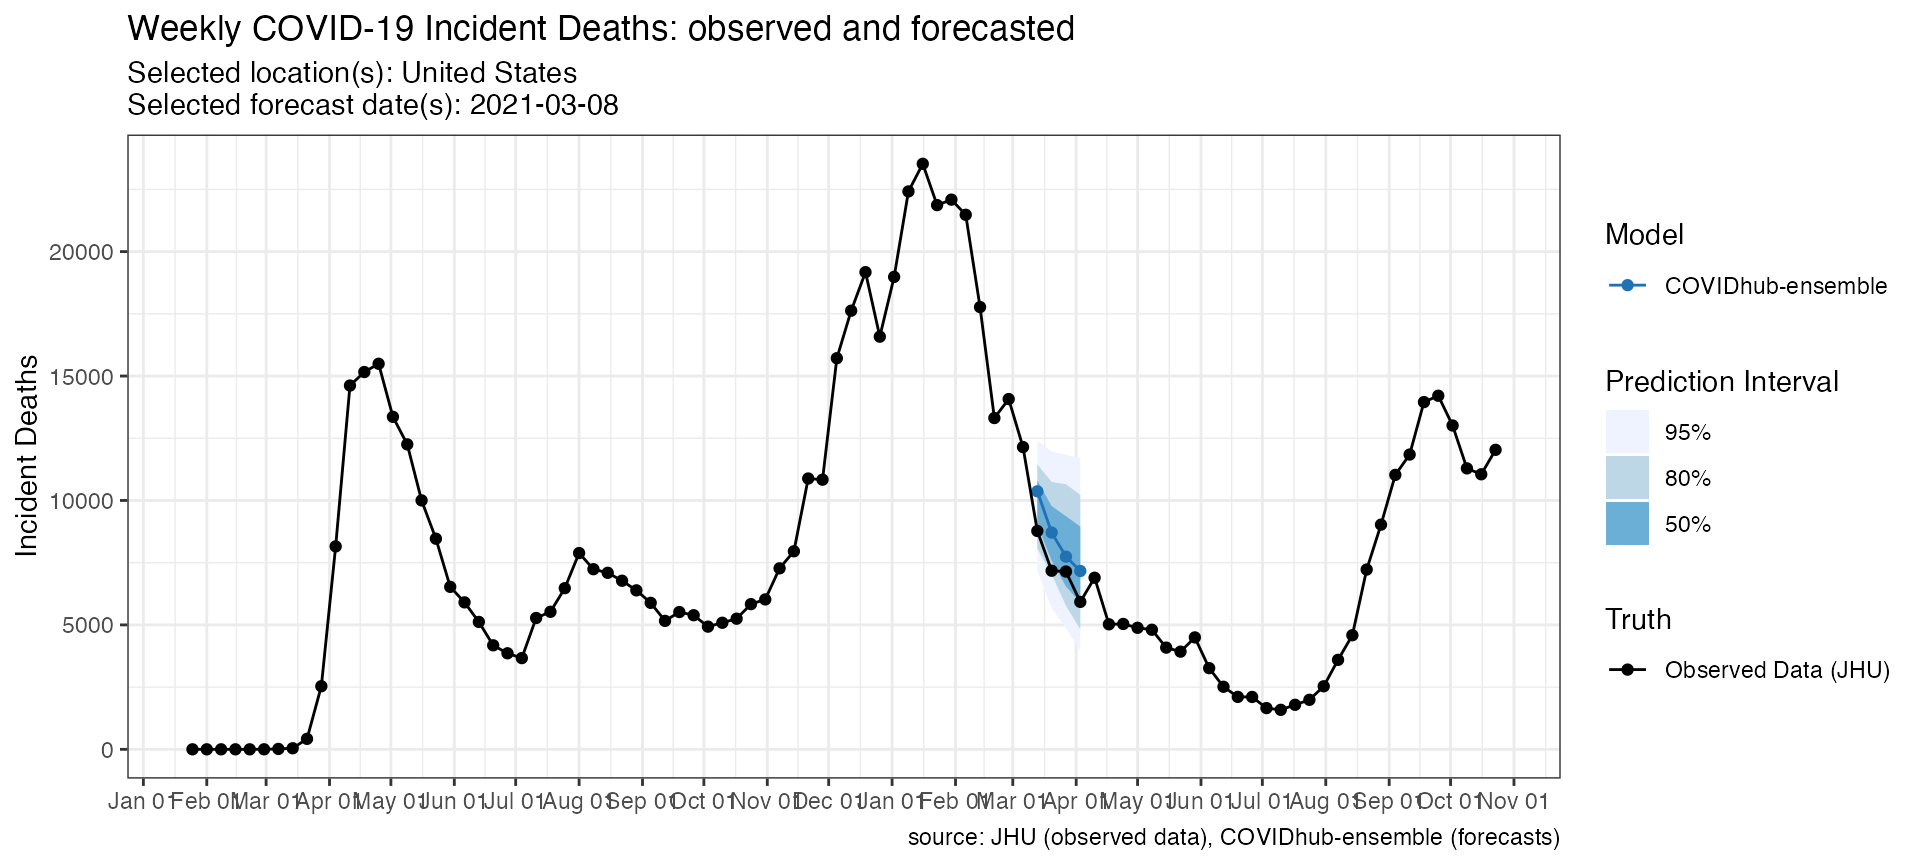 Weekly COVID-19 Incident Deaths: observed and forecasted
Selected location(s): United States
Selected forecast date(s): 2021-03-08
Incident Deaths
20000
15000
10000
5000
0
Jan 01 Feb 01 Mar 01 Apr 01 May 01 Jun 01 Jul 01 Aug 01 Sep 01 Oct 01 Nov 01 Dec 01 Jan 01 Feb 01 Mar 01 Apr 01 May 01 Jun 01 Jul 01 Aug 01 Sep 01 Oct 01 Nov 01
Model
COVIDhub-ensemble
Prediction Interval
95%
80%
50%
Truth
Observed Data (JHU)
source: JHU (observed data), COVIDhub-ensemble (forecasts)